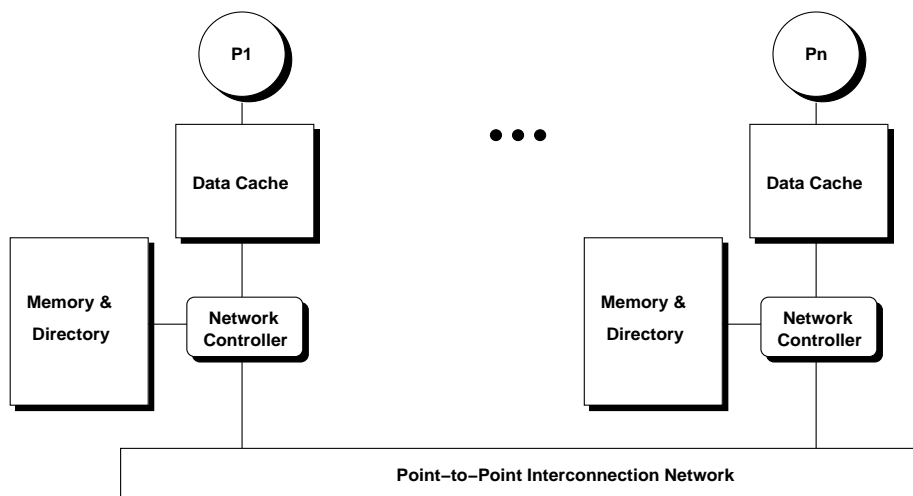 P1
Pn
Data Cache
Data Cache
Memory &
Directory
Network
Controller
Memory &
Directory
Network
Controller
Point−to−Point Interconnection Network